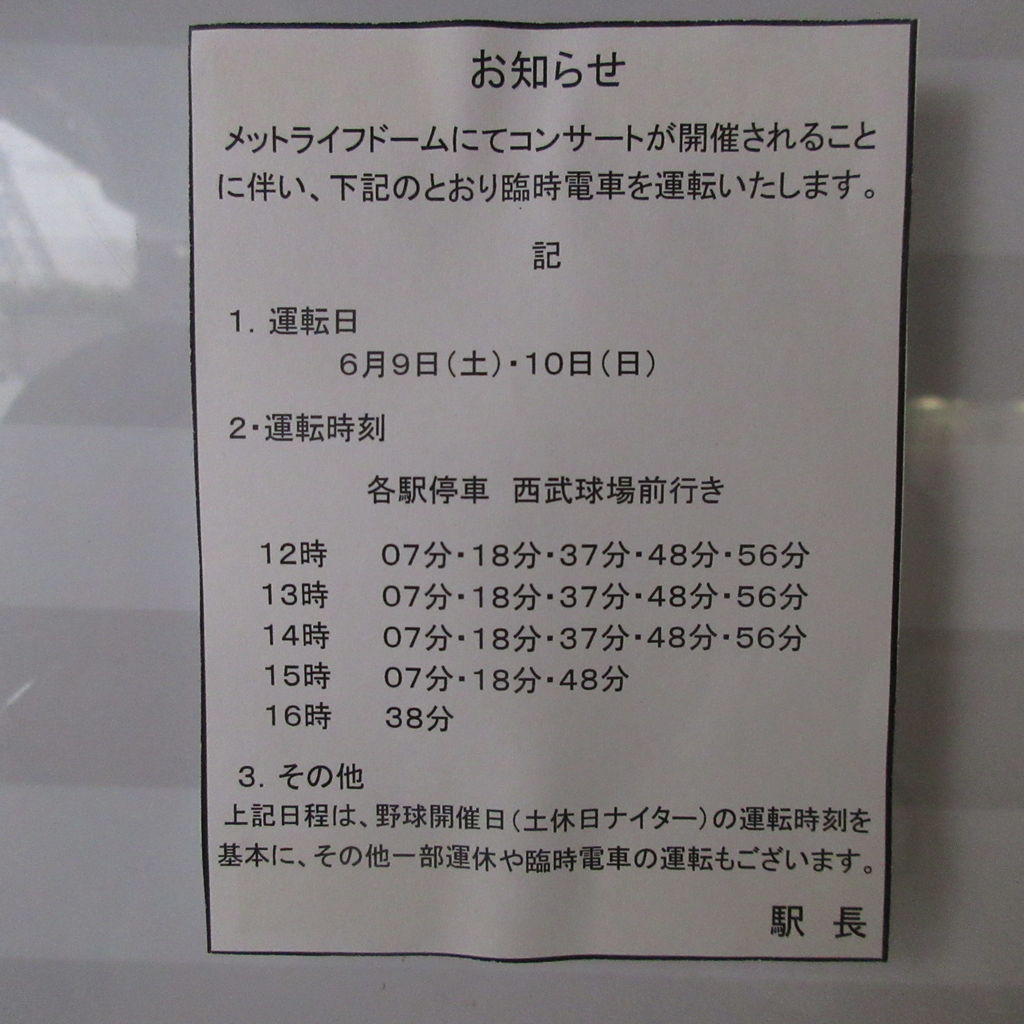 お知らせ
メットライフドームにてコンサートが開催されること
に伴い、下記のとおり臨時電車を運転いたします。
記
1. 運転日
6月9日(土)・10日(日)
2・運転時刻
各駅停車 西武球場前行き
12時 07分・18分・37分・48分・56分
13時 07分・18分・37分・48分・56分
14時 07分・18分・37分・48分・56分
15時 07分・18分・48分
16時 38分
3. その他
上記日程は、野球開催日(土休日ナイター)の運転時刻を
基本に、その他一部運休や臨時電車の運転もございます。
駅 長